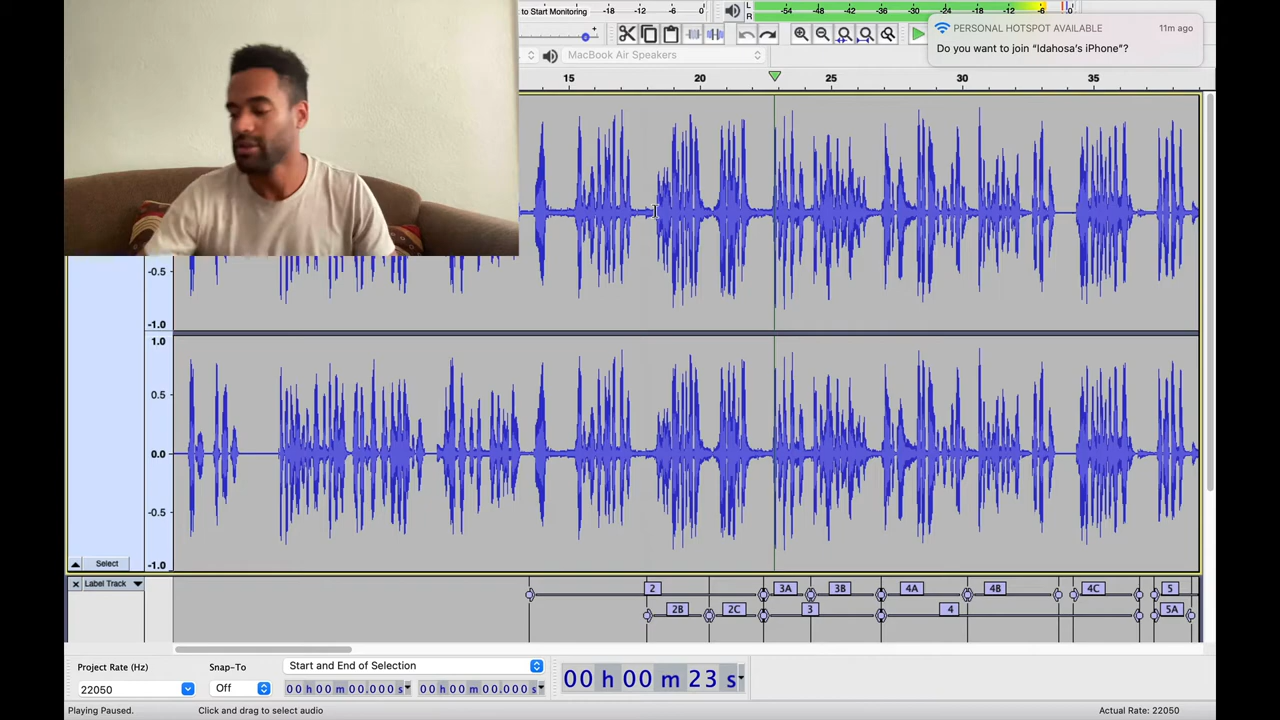 to Start Monitoring
L
R
-54 -48 -42 -36 -30 -24 -18 -12 -6 0
PERSONAL HOTSPOT AVAILABLE 11m ago
Do you want to join “Idahosa’s iPhone”?
MacBook Air Speakers
15 20 25 30 35
-0.5
-1.0
1.0
0.5
0.0
-0.5
-1.0
Select
Label Track
2 3A 3B 4A 4B 4C 5
2B 2C 3 4 5A
Project Rate (Hz) Snap-To Start and End of Selection
22050 Off 00 h 00 m 00.000 s 00 h 00 m 00.000 s 00 h 00 m 23 s
Playing Paused. Click and drag to select audio Actual Rate: 22050